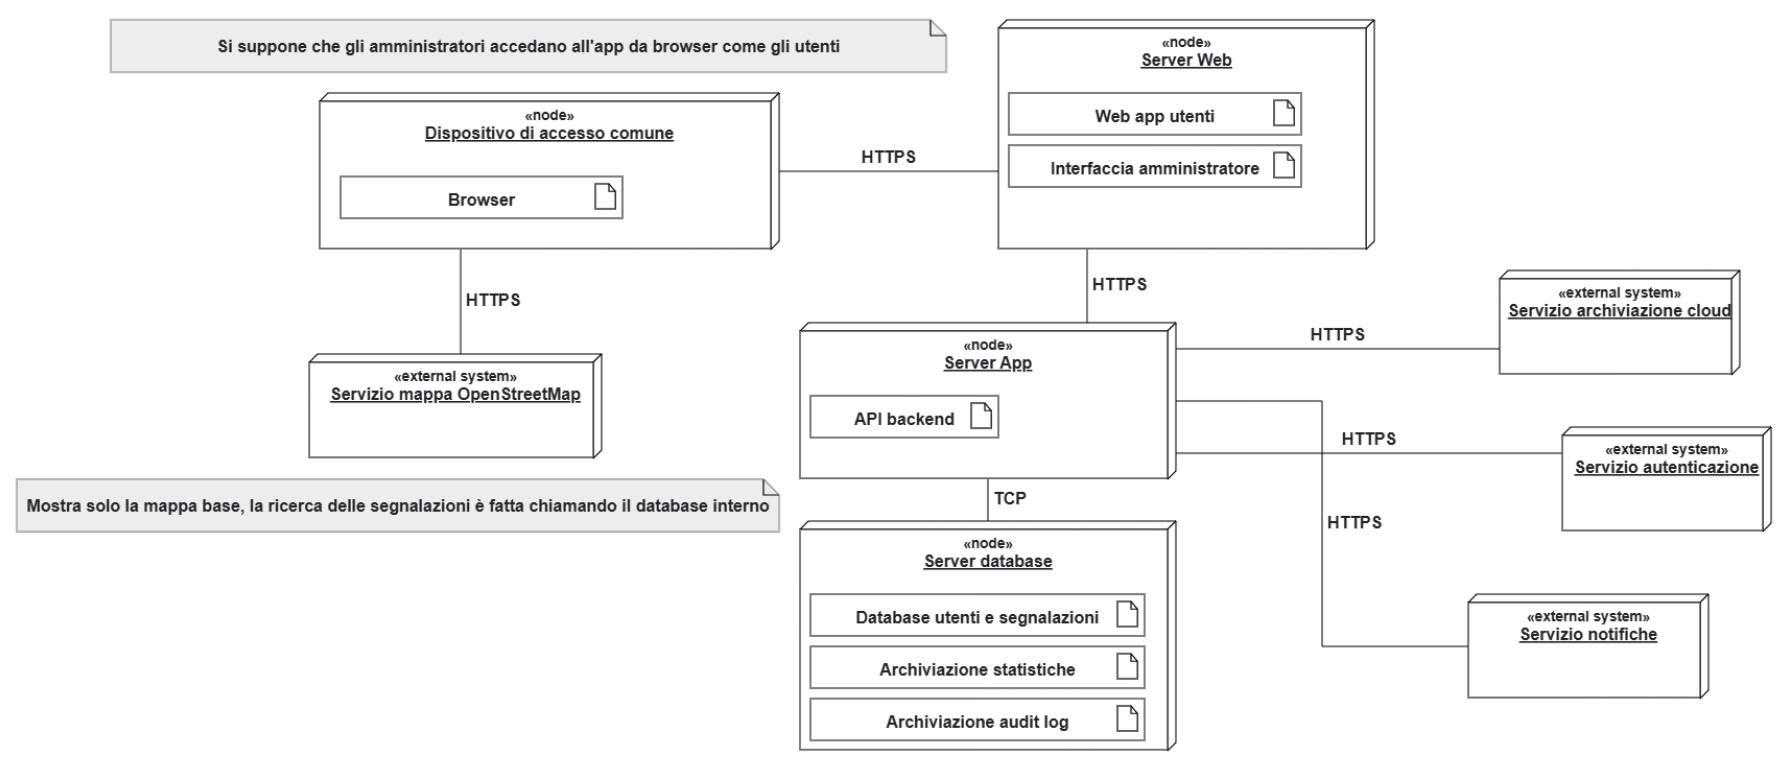 Si suppone che gli amministratori accedano all'app da browser come gli utenti
«node»
Server Web
Web app utenti
Interfaccia amministratore
«node»
Dispositivo di accesso comune
Browser
HTTPS
HTTPS
HTTPS
«external system»
Servizio mappa OpenStreetMap
Mostra solo la mappa base, la ricerca delle segnalazioni è fatta chiamando il database interno
«node»
Server App
API backend
HTTPS
«external system»
Servizio archiviazione cloud
HTTPS
«external system»
Servizio autenticazione
HTTPS
«external system»
Servizio notifiche
TCP
«node»
Server database
Database utenti e segnalazioni
Archiviazione statistiche
Archiviazione audit log